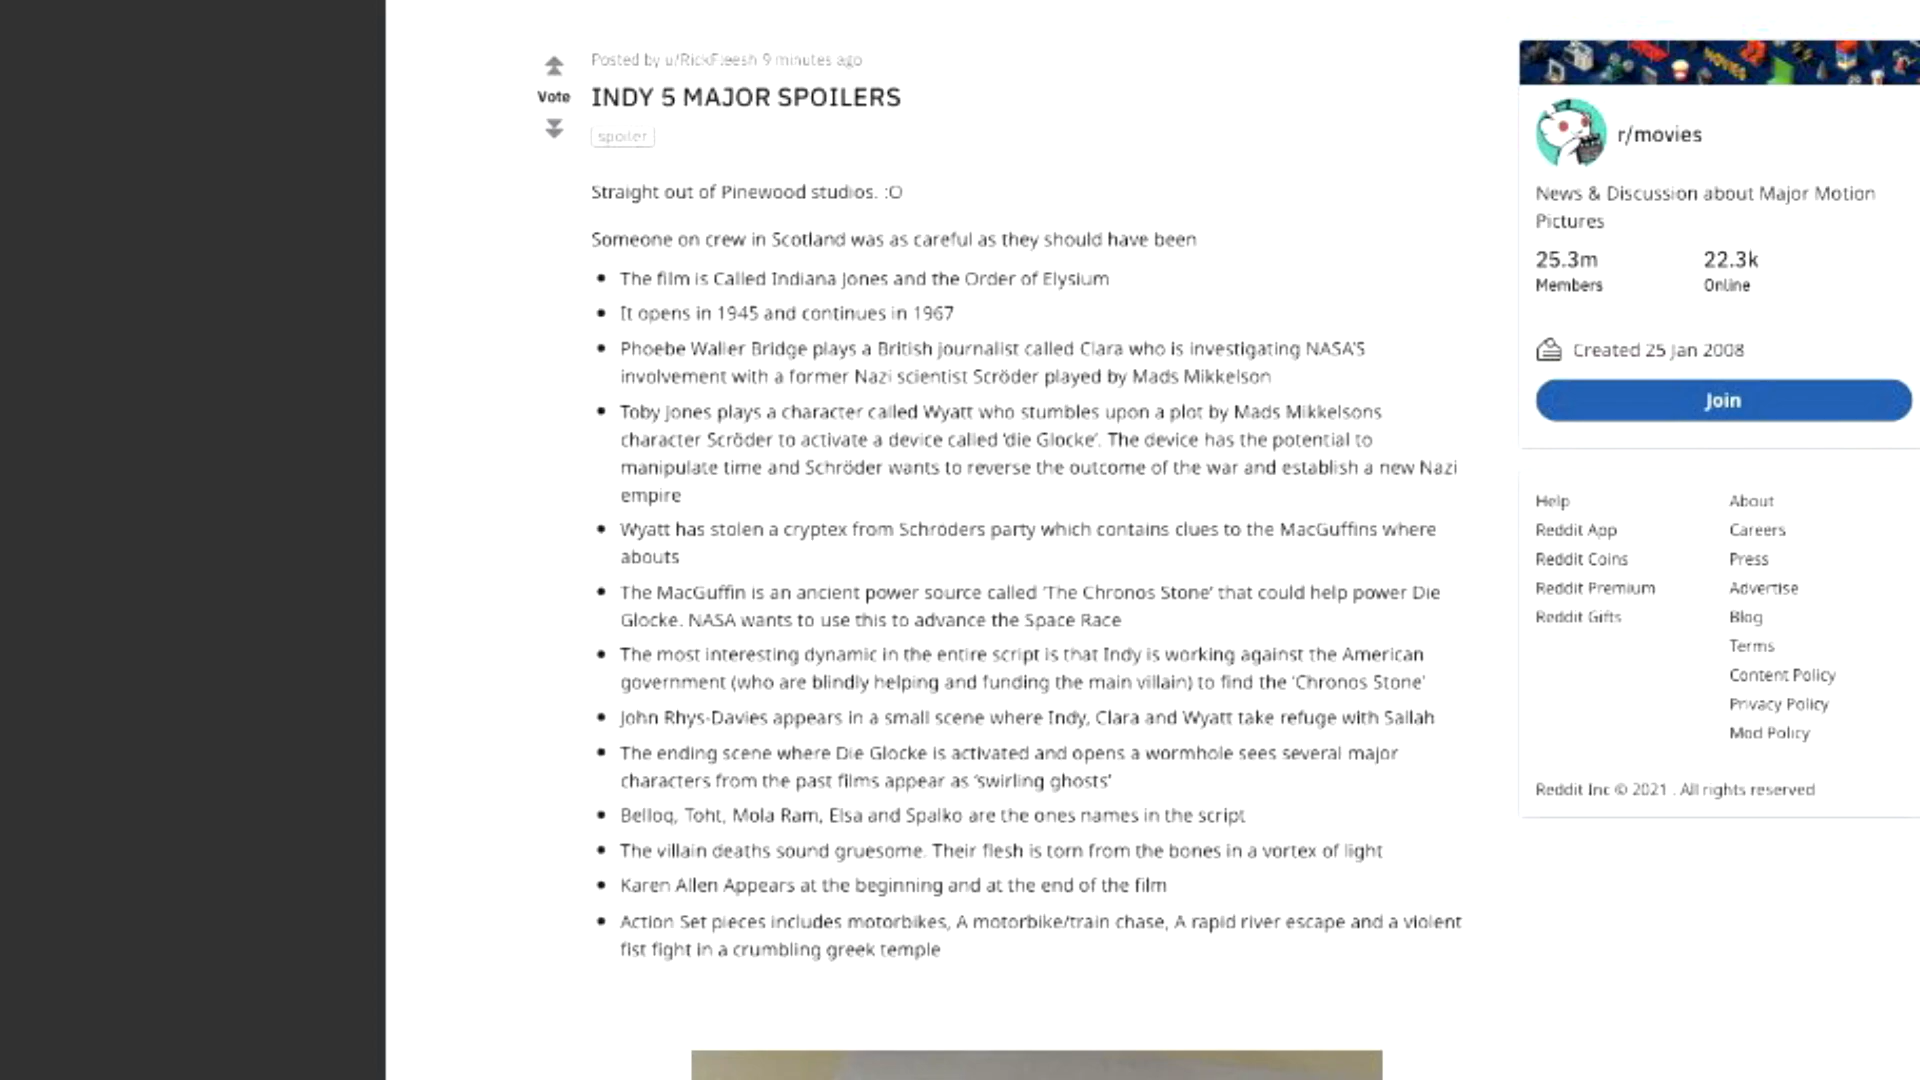 Posted by u/RickFleesh 9 minutes ago
Vote
INDY 5 MAJOR SPOILERS
spoiler
Straight out of Pinewood studios. :O
Someone on crew in Scotland was as careful as they should have been
The film is Called Indiana Jones and the Order of Elysium
It opens in 1945 and continues in 1967
Phoebe Waller Bridge plays a British journalist called Clara who is investigating NASA'S
involvement with a former Nazi scientist Scröder played by Mads Mikkelson
Toby Jones plays a character called Wyatt who stumbles upon a plot by Mads Mikkelsons
character Scröder to activate a device called 'die Glocke'. The device has the potential to
manipulate time and Schröder wants to reverse the outcome of the war and establish a new Nazi
empire
Wyatt has stolen a cryptex from Schroders party which contains clues to the MacGuffins where
abouts
The MacGuffin is an ancient power source called 'The Chronos Stone' that could help power Die
Glocke. NASA wants to use this to advance the Space Race
The most interesting dynamic in the entire script is that Indy is working against the American
government (who are blindly helping and funding the main villain) to find the 'Chronos Stone'
John Rhys-Davies appears in a small scene where Indy, Clara and Wyatt take refuge with Sallah
The ending scene where Die Glocke is activated and opens a wormhole sees several major
characters from the past films appear as 'swirling ghosts'
Belloq, Toht, Mola Ram, Elsa and Spalko are the ones names in the script
The villain deaths sound gruesome. Their flesh is torn from the bones in a vortex of light
Karen Allen Appears at the beginning and at the end of the film
Action Set pieces includes motorbikes, A motorbike/train chase, A rapid river escape and a violent
fist fight in a crumbling greek temple
MOVIES
r/movies
News & Discussion about Major Motion
Pictures
25.3m 22.3k
Members Online
Created 25 Jan 2008
Join
Help About
Reddit App Careers
Reddit Coins Press
Reddit Premium Advertise
Reddit Gifts Blog
Terms
Content Policy
Privacy Policy
Mod Policy
Reddit Inc © 2021 . All rights reserved